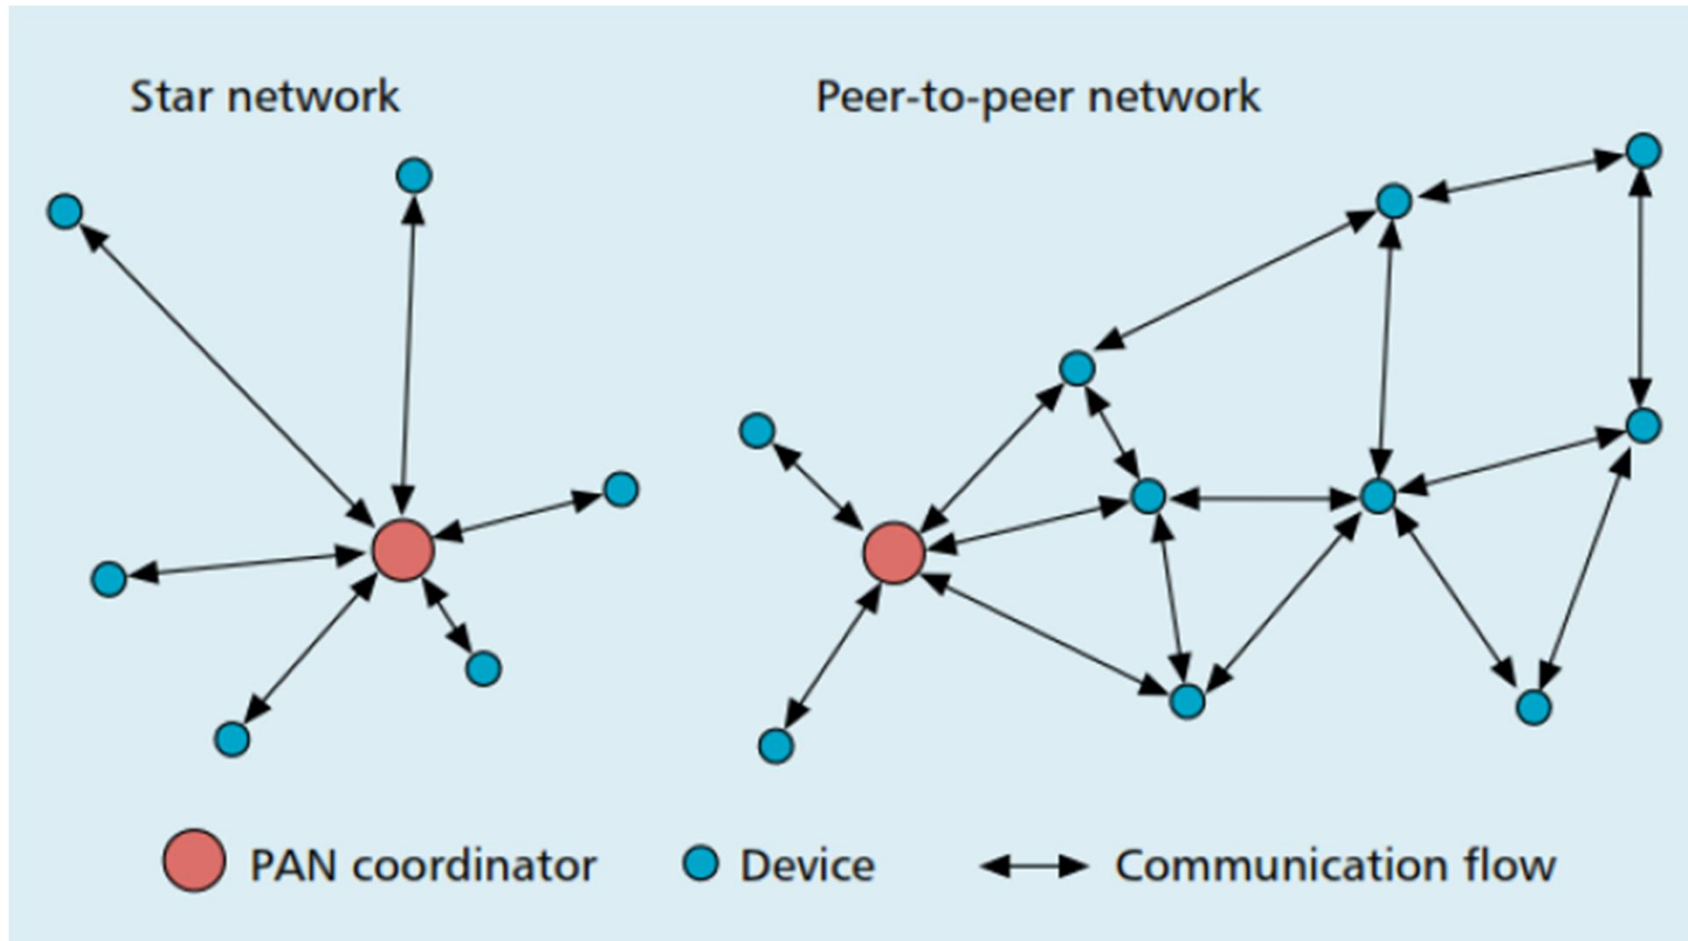 Star network
Peer-to-peer network
PAN coordinator
Device
Communication flow